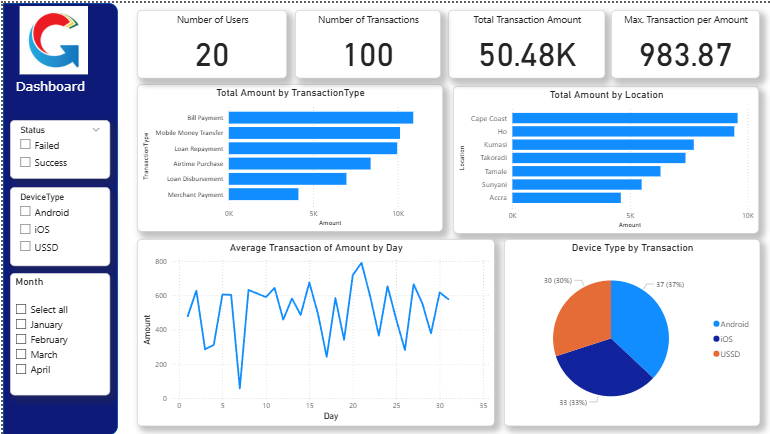 Dashboard
Status
Failed
Success
DeviceType
Android
iOS
USSD
Month
Select all
January
February
March
April
Number of Users
20
Number of Transactions
100
Total Transaction Amount
50.48K
Max. Transaction per Amount
983.87
Total Amount by TransactionType
TransactionType
Bill Payment
Mobile Money Transfer
Loan Repayment
Airtime Purchase
Loan Disbursement
Merchant Payment
0K 5K 10K
Amount
Total Amount by Location
Location
Cape Coast
Ho
Kumasi
Takoradi
Tamale
Sunyani
Accra
0K 5K 10K
Amount
Average Transaction of Amount by Day
Amount
800
600
400
200
0
0 5 10 15 20 25 30 35
Day
Device Type by Transaction
30 (30%)
37 (37%)
33 (33%)
Android
iOS
USSD